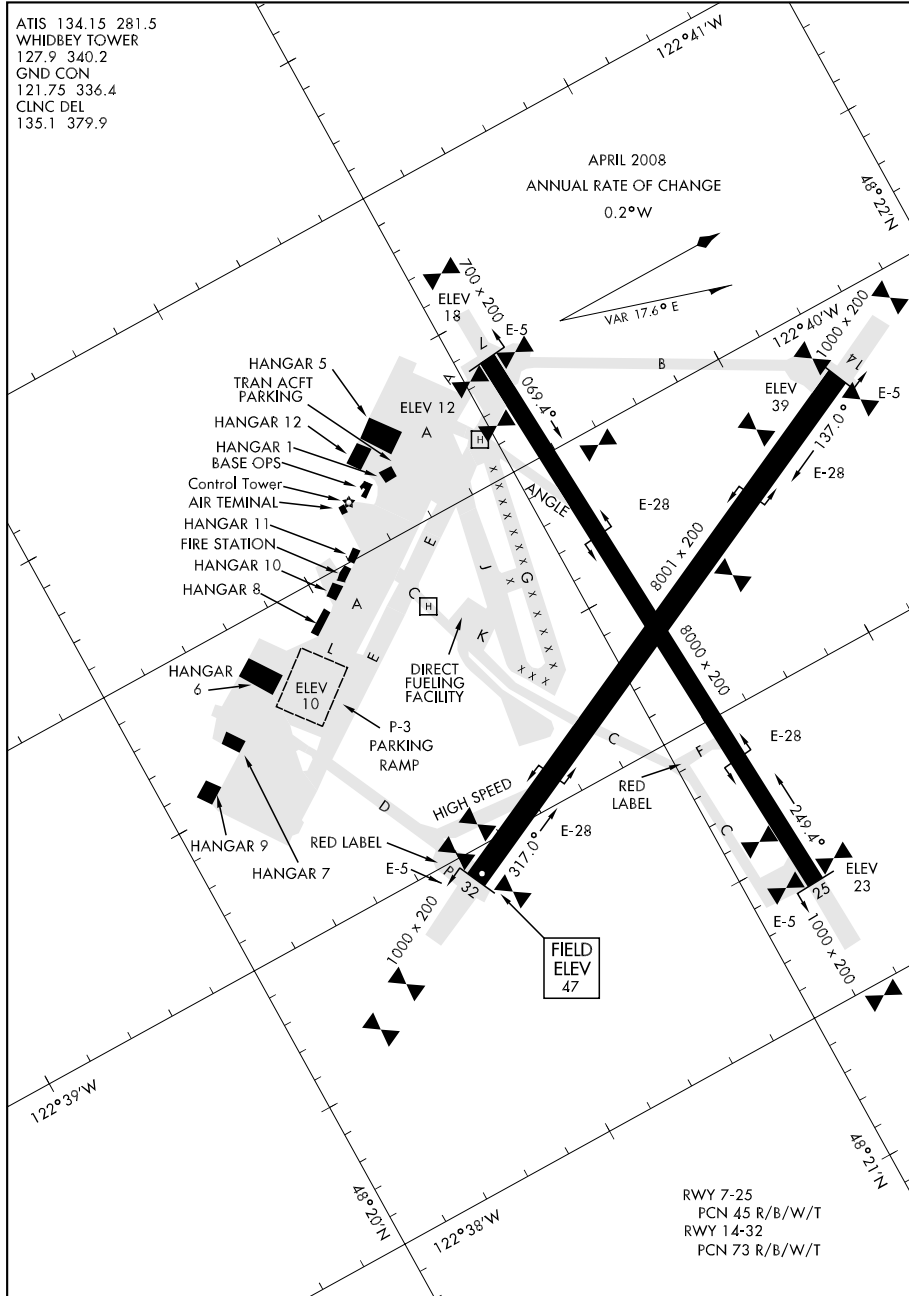 ATIS 134.15 281.5
WHIDBEY TOWER
127.9 340.2
GND CON
121.75 336.4
CLNC DEL
135.1 379.9
122°41'W
APRIL 2008
ANNUAL RATE OF CHANGE
0.2°W
48°22'N
VAR 17.6° E
700 x 200
ELEV
18
E-5
7
122°40'W
1000 x 200
14
E-5
B
A
069.4°
ELEV
39
137.0°
HANGAR 5
TRAN ACFT
PARKING
HANGAR 12
HANGAR 1
BASE OPS
Control Tower
AIR TEMINAL
HANGAR 11
FIRE STATION
HANGAR 10
HANGAR 8
ELEV 12
A
H
E-28
ANGLE
E-28
8001 x 200
E
J
x x x x x x x x x
G
x x x x x x x x
x x x
C
H
K
A
L
E
DIRECT
FUELING
FACILITY
8000 x 200
HANGAR
6
ELEV
10
P-3
PARKING
RAMP
C
F
E-28
RED
LABEL
D
HIGH SPEED
C
249.4°
HANGAR 9
HANGAR 7
RED LABEL
E-5
P
32
317.0°
E-28
25
ELEV
23
E-5
1000 x 200
1000 x 200
FIELD
ELEV
47
122°39'W
48°20'N
122°38'W
48°21'N
RWY 7-25
PCN 45 R/B/W/T
RWY 14-32
PCN 73 R/B/W/T